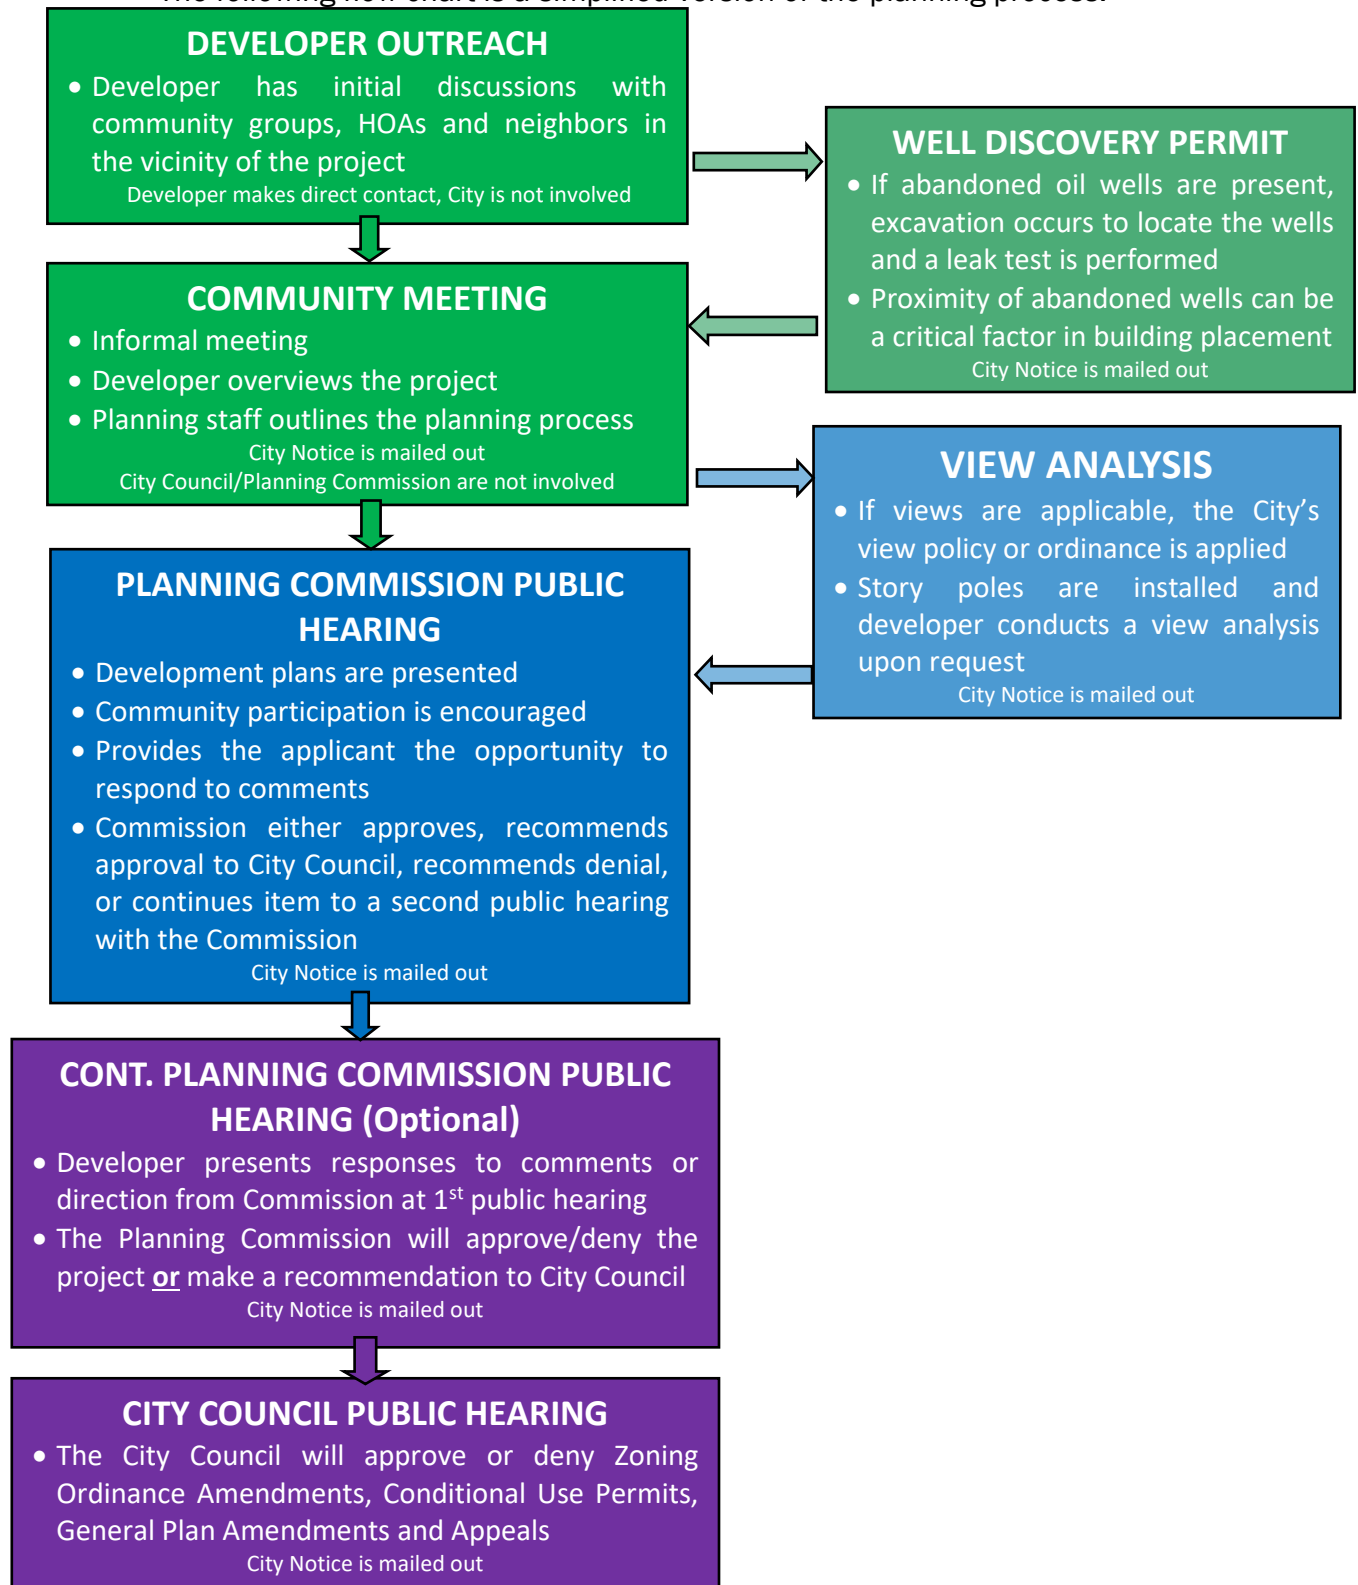 The following flow chart is a simplified version of the planning process.
DEVELOPER OUTREACH
• Developer has initial discussions with
community groups, HOAs and neighbors in
the vicinity of the project
Developer makes direct contact, City is not involved
WELL DISCOVERY PERMIT
• If abandoned oil wells are present,
excavation occurs to locate the wells
and a leak test is performed
• Proximity of abandoned wells can be
a critical factor in building placement
City Notice is mailed out
COMMUNITY MEETING
• Informal meeting
• Developer overviews the project
• Planning staff outlines the planning process
City Notice is mailed out
City Council/Planning Commission are not involved
VIEW ANALYSIS
• If views are applicable, the City’s
view policy or ordinance is applied
• Story poles are installed and
developer conducts a view analysis
upon request
City Notice is mailed out
PLANNING COMMISSION PUBLIC
HEARING
• Development plans are presented
• Community participation is encouraged
• Provides the applicant the opportunity to
respond to comments
• Commission either approves, recommends
approval to City Council, recommends denial,
or continues item to a second public hearing
with the Commission
City Notice is mailed out
CONT. PLANNING COMMISSION PUBLIC
HEARING (Optional)
• Developer presents responses to comments or
direction from Commission at 1st public hearing
• The Planning Commission will approve/deny the
project or make a recommendation to City Council
City Notice is mailed out
CITY COUNCIL PUBLIC HEARING
• The City Council will approve or deny Zoning
Ordinance Amendments, Conditional Use Permits,
General Plan Amendments and Appeals
City Notice is mailed out